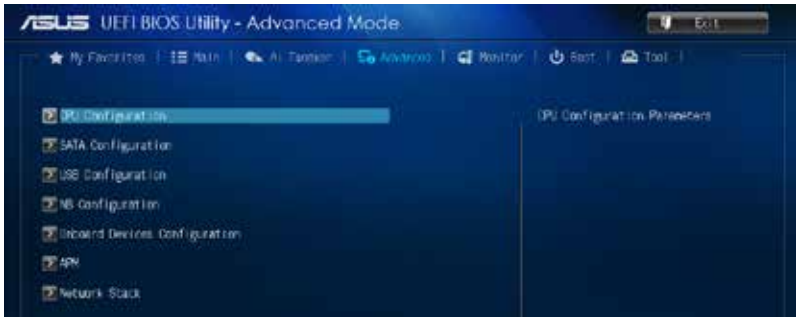 ASUS UEFI BIOS Utility - Advanced Mode
Exit
My Favorites | Main | Ai Tweaker | Advanced | Monitor | Boot | Tool |
CPU Configuration
CPU Configuration Parameters
SATA Configuration
USB Configuration
NB Configuration
Onboard Devices Configuration
APM
Network Stack